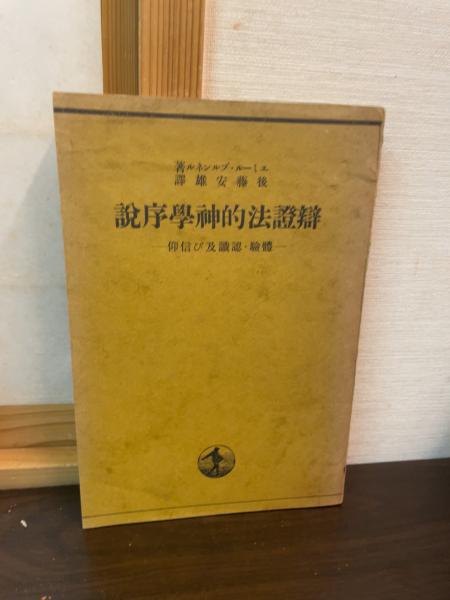 エミール・ブルンネル著
後藤安雄譯
辯證法的神學序說
—體驗・認識及び信仰—